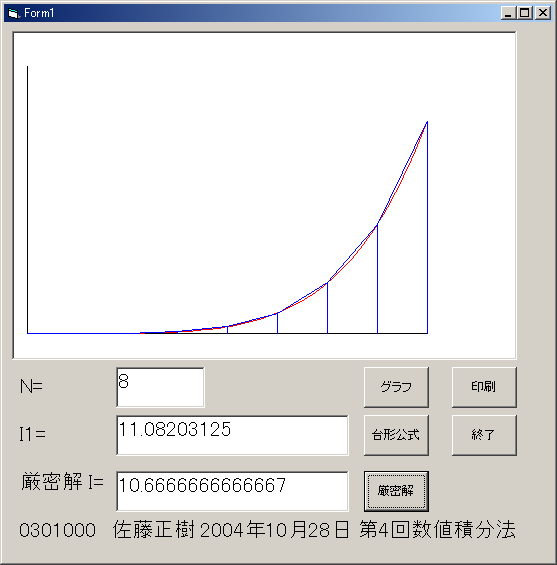 Form1
N= 8 グラフ 印刷
I1= 11.08203125 台形公式 終了
厳密解 I= 10.6666666666667 厳密解
0301000 佐藤正樹 2004年10月28日 第4回数値積分法